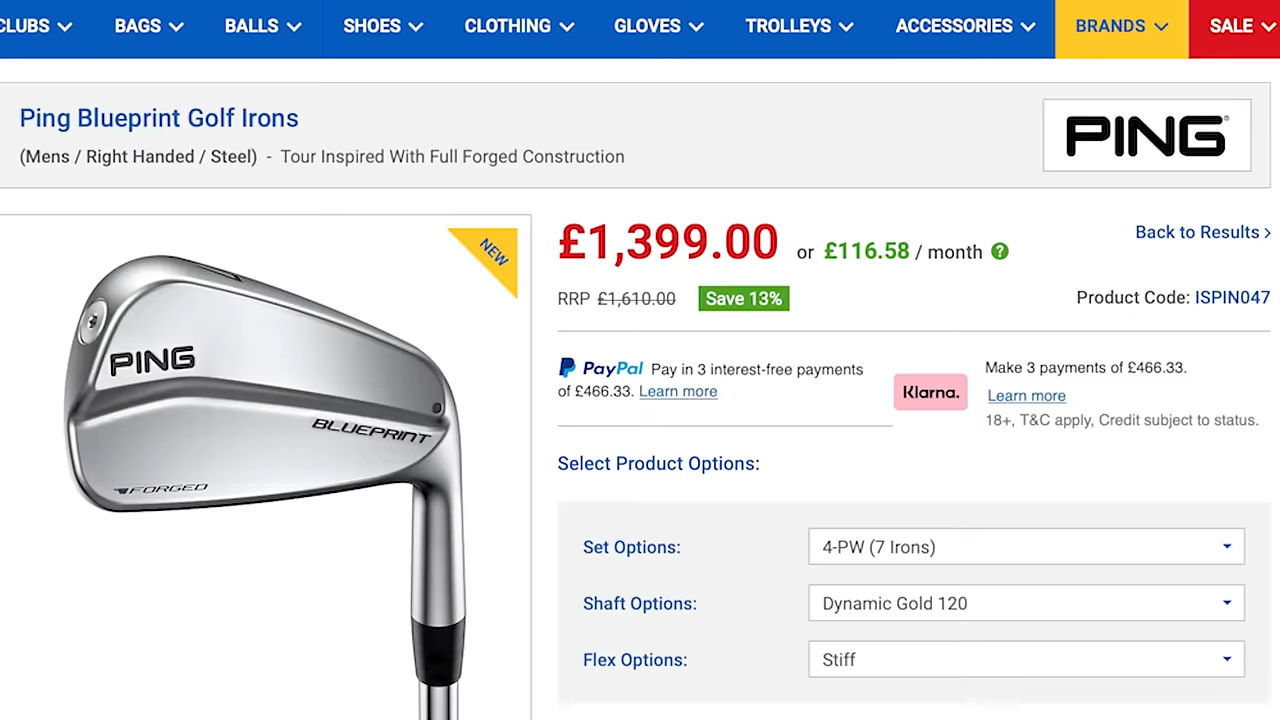 CLUBS BAGS BALLS SHOES CLOTHING GLOVES TROLLEYS ACCESSORIES BRANDS SALE
Ping Blueprint Golf Irons
(Mens / Right Handed / Steel) - Tour Inspired With Full Forged Construction
PING
NEW
PING
BLUEPRINT
FORGED
£1,399.00 or £116.58 / month ?
Back to Results ›
RRP £1,610.00 Save 13%
Product Code: ISPIN047
PayPal Pay in 3 interest-free payments
of £466.33. Learn more
Klarna.
Make 3 payments of £466.33.
Learn more
18+, T&C apply, Credit subject to status.
Select Product Options:
Set Options: 4-PW (7 Irons)
Shaft Options: Dynamic Gold 120
Flex Options: Stiff